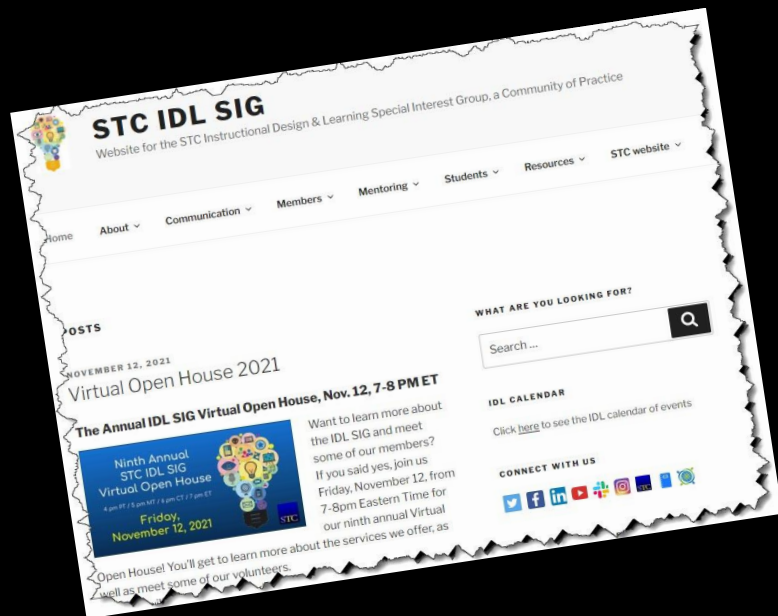 STC IDL SIG
Website for the STC Instructional Design & Learning Special Interest Group, a Community of Practice
Home
About
Communication
Members
Mentoring
Students
Resources
STC website
POSTS
NOVEMBER 12, 2021
Virtual Open House 2021
The Annual IDL SIG Virtual Open House, Nov. 12, 7-8 PM ET
Ninth Annual
STC IDL SIG
Virtual Open House
4 pm PT / 5 pm MT / 6 pm CT / 7 pm ET
Friday,
November 12, 2021
STC
Want to learn more about
the IDL SIG and meet
some of our members?
If you said yes, join us
Friday, November 12, from
7-8pm Eastern Time for
our ninth annual Virtual
Open House! You'll get to learn more about the services we offer, as
well as meet some of our volunteers.
WHAT ARE YOU LOOKING FOR?
Search ...
IDL CALENDAR
Click here to see the IDL calendar of events
CONNECT WITH US
STC